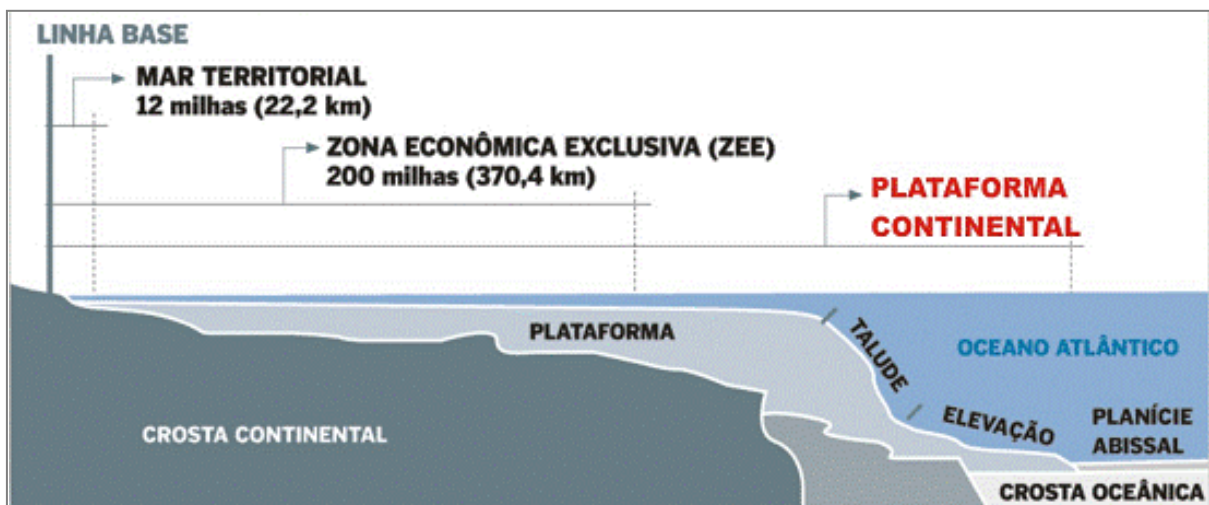 LINHA BASE
MAR TERRITORIAL
12 milhas (22,2 km)
ZONA ECONÔMICA EXCLUSIVA (ZEE)
200 milhas (370,4 km)
PLATAFORMA
CONTINENTAL
PLATAFORMA
TALUDE
OCEANO ATLÂNTICO
ELEVAÇÃO
PLANÍCIE
ABISSAL
CROSTA CONTINENTAL
CROSTA OCEÂNICA